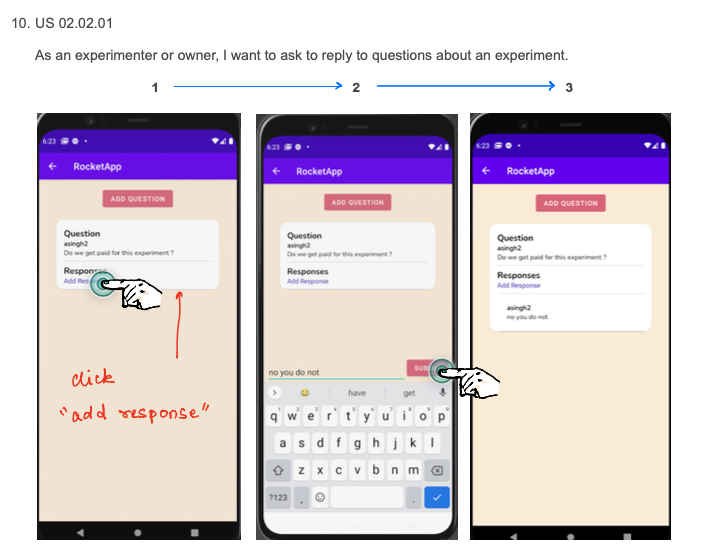 10. US 02.02.01
As an experimenter or owner, I want to ask to reply to questions about an experiment.
1 2 3
6:23
RocketApp
ADD QUESTION
Question
asingh2
Do we get paid for this experiment ?
Responses
Add Res
click
"add response"
6:23
RocketApp
ADD QUESTION
Question
asingh2
Do we get paid for this experiment ?
Responses
Add Response
no you do not
SUB
have get
q w e r t y u i o p
a s d f g h j k l
z x c v b n m
?123 , .
6:23
RocketApp
ADD QUESTION
Question
asingh2
Do we get paid for this experiment ?
Responses
Add Response
asingh2
no you do not